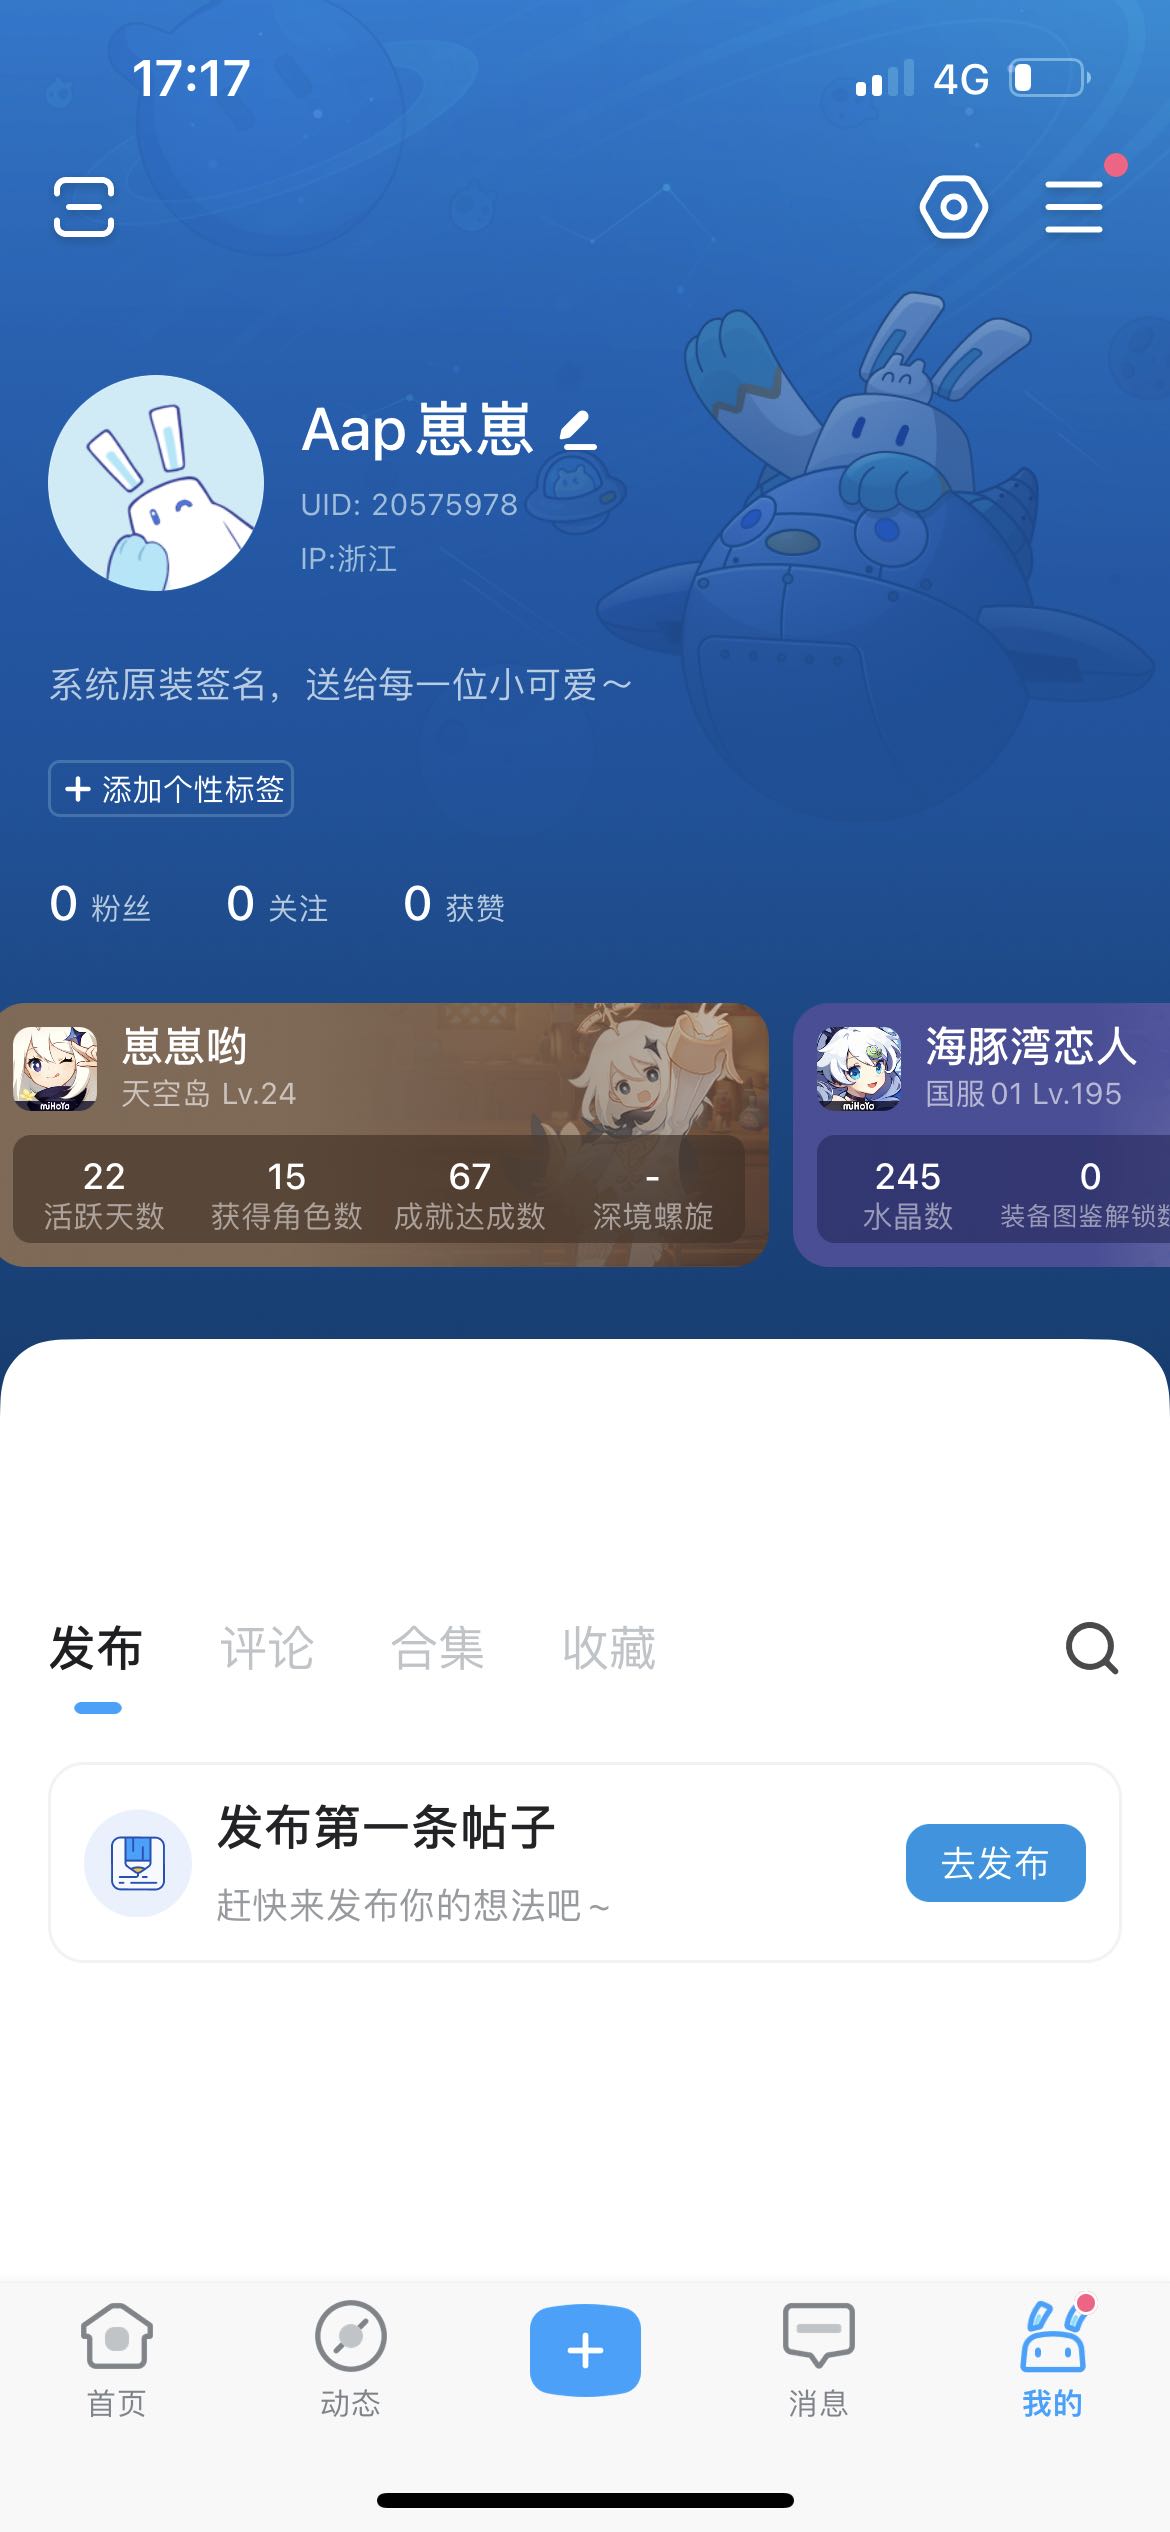 17:17
4G
Aap崽崽
UID: 20575978
IP:浙江
系统原装签名，送给每一位小可爱～
添加个性标签
0 粉丝 0 关注 0 获赞
崽崽哟
天空岛 Lv.24
22 15 67 -
活跃天数 获得角色数 成就达成数 深境螺旋
miHoYo
海豚湾恋人
国服01 Lv.195
245 0
水晶数 装备图鉴解锁数
miHoYo
发布 评论 合集 收藏
发布第一条帖子
赶快来发布你的想法吧~
去发布
首页 动态 消息 我的